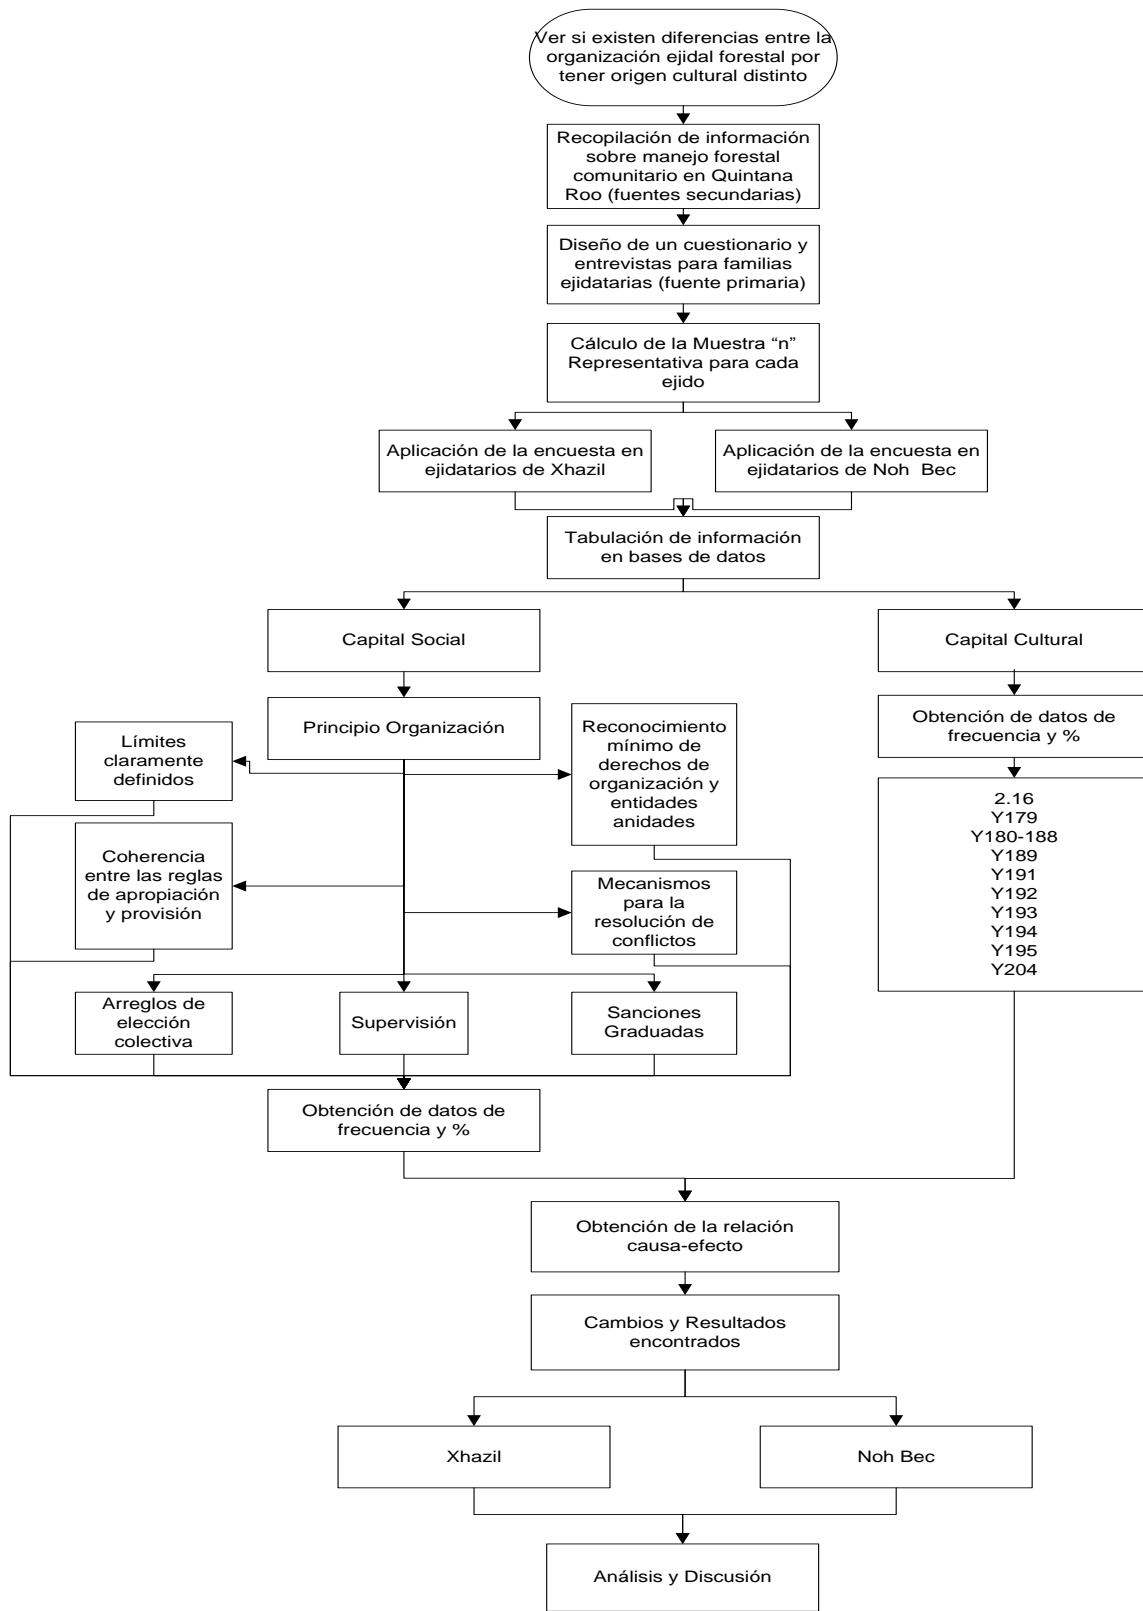 Ver si existen diferencias entre la
organización ejidal forestal por
tener origen cultural distinto
Recopilación de información
sobre manejo forestal
comunitario en Quintana
Roo (fuentes secundarias)
Diseño de un cuestionario y
entrevistas para familias
ejidatarias (fuente primaria)
Cálculo de la Muestra “n”
Representativa para cada
ejido
Aplicación de la encuesta en
ejidatarios de Xhazil
Aplicación de la encuesta en
ejidatarios de Noh  Bec
Tabulación de información
en bases de datos
Capital Social
Capital Cultural
Principio Organización
Obtención de datos de
frecuencia y %
Límites
claramente
definidos
Reconocimiento
mínimo de
derechos de
organización y
entidades
anidades
2.16
Y179
Y180-188
Y189
Y191
Y192
Y193
Y194
Y195
Y204
Coherencia
entre las reglas
de apropiación
y provisión
Mecanismos
para la
resolución de
conflictos
Arreglos de
elección
colectiva
Supervisión
Sanciones
Graduadas
Obtención de datos de
frecuencia y %
Obtención de la relación
causa-efecto
Cambios y Resultados
encontrados
Xhazil
Noh Bec
Análisis y Discusión